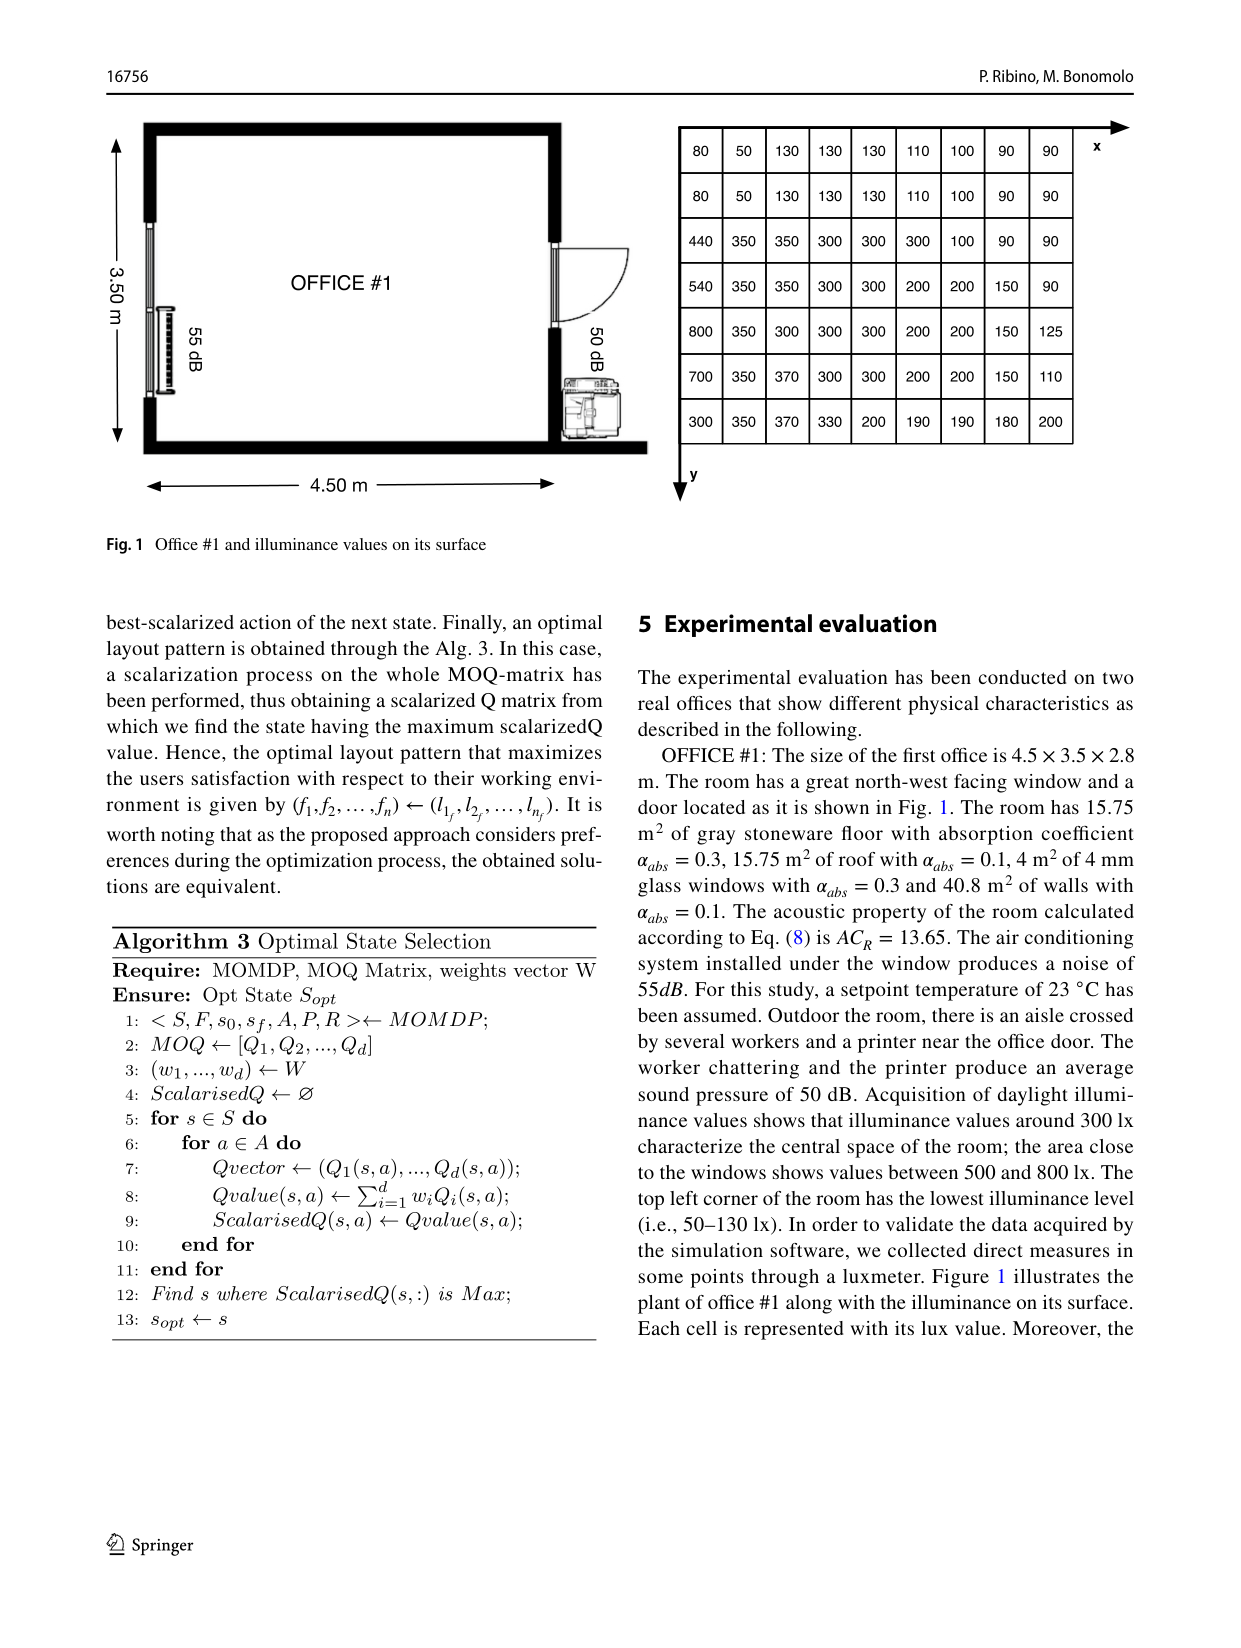 16756
P. Ribino, M. Bonomolo
3.50 m
OFFICE #1
55 dB
50 dB
4.50 m
x
80 50 130 130 130 110 100 90 90
80 50 130 130 130 110 100 90 90
440 350 350 300 300 300 100 90 90
540 350 350 300 300 200 200 150 90
800 350 300 300 300 200 200 150 125
700 350 370 300 300 200 200 150 110
300 350 370 330 200 190 190 180 200
y
Fig. 1 Office #1 and illuminance values on its surface
best-scalarized action of the next state. Finally, an optimal
layout pattern is obtained through the Alg. 3. In this case,
a scalarization process on the whole MOQ-matrix has
been performed, thus obtaining a scalarized Q matrix from
which we find the state having the maximum scalarizedQ
value. Hence, the optimal layout pattern that maximizes
the users satisfaction with respect to their working envi-
ronment is given by (f₁, f₂, … , fₙ) ← (l_{1_f}, l_{2_f}, … , l_{n_f}). It is
worth noting that as the proposed approach considers pref-
erences during the optimization process, the obtained solu-
tions are equivalent.
Algorithm 3 Optimal State Selection
Require: MOMDP, MOQ Matrix, weights vector W
Ensure: Opt State S_{opt}
1: < S, F, s₀, s_f, A, P, R >← MOMDP;
2: MOQ ← [Q₁, Q₂, ..., Q_d]
3: (w₁, ..., w_d) ← W
4: ScalarisedQ ← ∅
5: for s ∈ S do
6: for a ∈ A do
7: Qvector ← (Q₁(s, a), ..., Q_d(s, a));
8: Qvalue(s, a) ← ∑_{i=1}^{d} w_iQ_i(s, a);
9: ScalarisedQ(s, a) ← Qvalue(s, a);
10: end for
11: end for
12: Find s where ScalarisedQ(s, :) is Max;
13: s_{opt} ← s
5 Experimental evaluation
The experimental evaluation has been conducted on two
real offices that show different physical characteristics as
described in the following.
OFFICE #1: The size of the first office is 4.5 × 3.5 × 2.8
m. The room has a great north-west facing window and a
door located as it is shown in Fig. 1. The room has 15.75
m² of gray stoneware floor with absorption coefficient
α_{abs} = 0.3, 15.75 m² of roof with α_{abs} = 0.1, 4 m² of 4 mm
glass windows with α_{abs} = 0.3 and 40.8 m² of walls with
α_{abs} = 0.1. The acoustic property of the room calculated
according to Eq. (8) is AC_R = 13.65. The air conditioning
system installed under the window produces a noise of
55dB. For this study, a setpoint temperature of 23 °C has
been assumed. Outdoor the room, there is an aisle crossed
by several workers and a printer near the office door. The
worker chattering and the printer produce an average
sound pressure of 50 dB. Acquisition of daylight illumi-
nance values shows that illuminance values around 300 lx
characterize the central space of the room; the area close
to the windows shows values between 500 and 800 lx. The
top left corner of the room has the lowest illuminance level
(i.e., 50–130 lx). In order to validate the data acquired by
the simulation software, we collected direct measures in
some points through a luxmeter. Figure 1 illustrates the
plant of office #1 along with the illuminance on its surface.
Each cell is represented with its lux value. Moreover, the
Springer